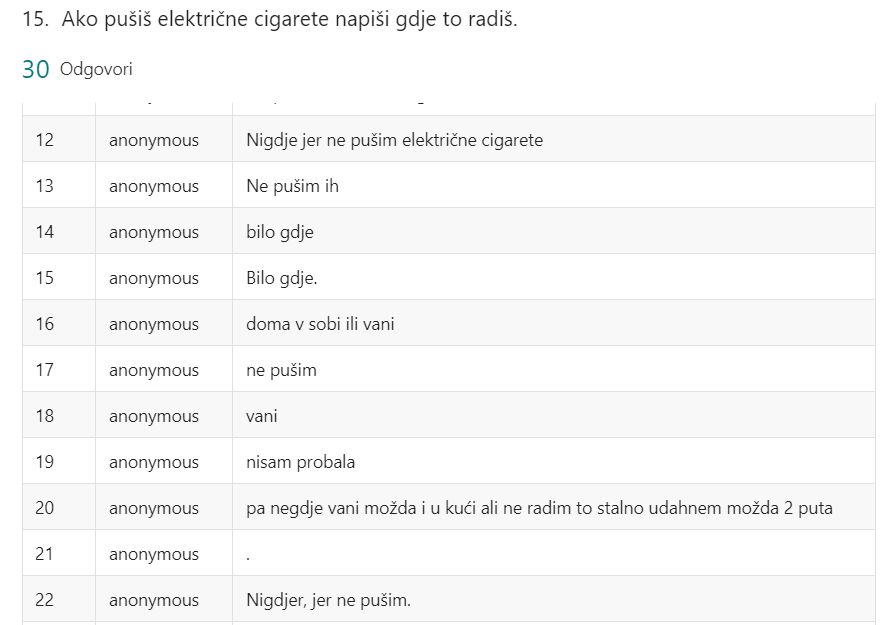 15. Ako pušiš električne cigarete napiši gdje to radiš.
30 Odgovori
12 anonymous Nigdje jer ne pušim električne cigarete
13 anonymous Ne pušim ih
14 anonymous bilo gdje
15 anonymous Bilo gdje.
16 anonymous doma v sobi ili vani
17 anonymous ne pušim
18 anonymous vani
19 anonymous nisam probala
20 anonymous pa negdje vani možda i u kući ali ne radim to stalno udahnem možda 2 puta
21 anonymous .
22 anonymous Nigdjer, jer ne pušim.